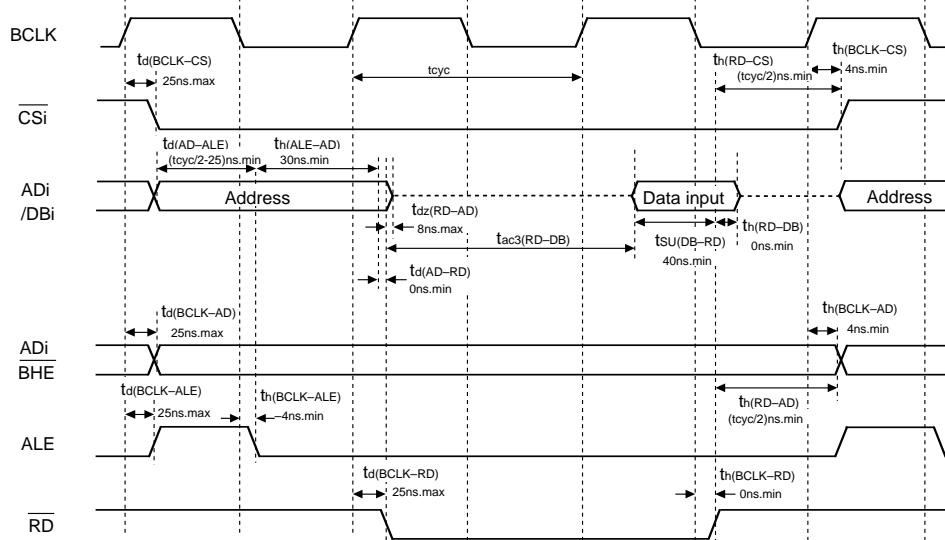 BCLK
td(BCLK–CS)
25ns.max
tcyc
th(RD–CS)
(tcyc/2)ns.min
th(BCLK–CS)
4ns.min
CSi
td(AD–ALE)
(tcyc/2-25)ns.min
th(ALE–AD)
30ns.min
ADi
/DBi
Address
Data input
Address
tdz(RD–AD)
8ns.max
tac3(RD–DB)
tSU(DB–RD)
40ns.min
th(RD–DB)
0ns.min
td(AD–RD)
0ns.min
td(BCLK–AD)
25ns.max
th(BCLK–AD)
4ns.min
ADi
BHE
td(BCLK–ALE)
25ns.max
th(BCLK–ALE)
–4ns.min
th(RD–AD)
(tcyc/2)ns.min
ALE
td(BCLK–RD)
25ns.max
th(BCLK–RD)
0ns.min
RD